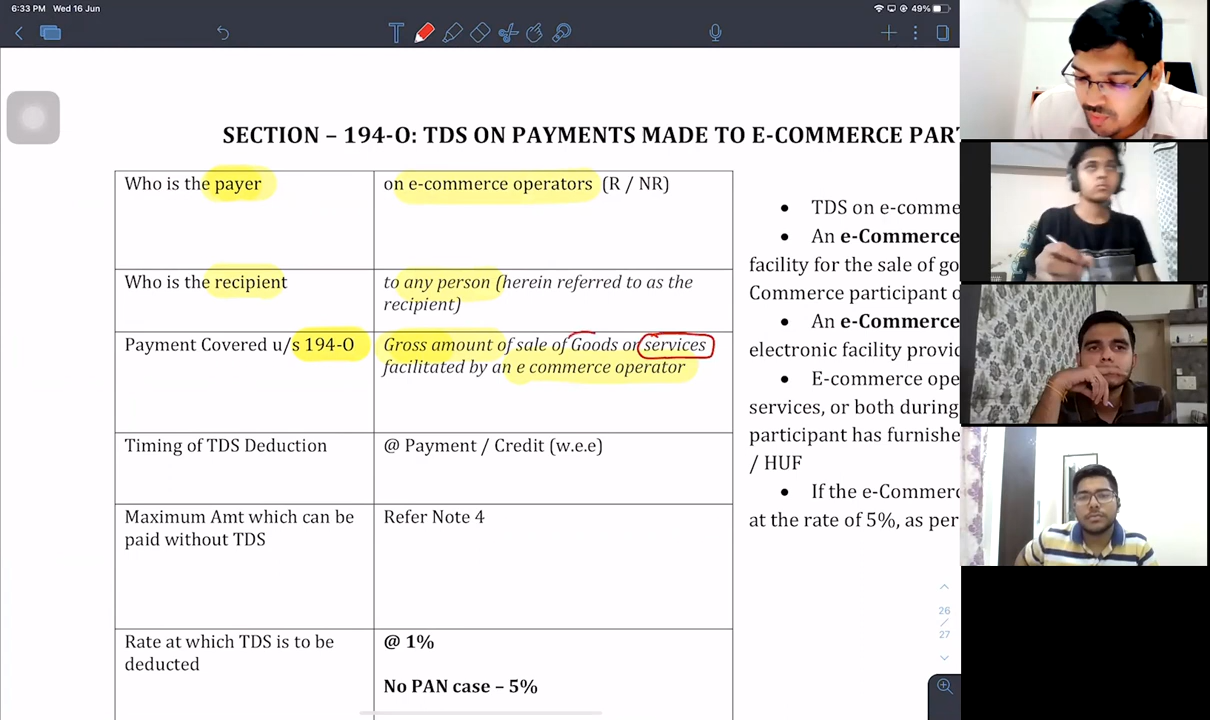 6:33 PM Wed 16 Jun
49%
SECTION – 194-O: TDS ON PAYMENTS MADE TO E-COMMERCE PART
Who is the payer
on e-commerce operators (R / NR)
Who is the recipient
to any person (herein referred to as the
recipient)
Payment Covered u/s 194-O
Gross amount of sale of Goods or services
facilitated by an e commerce operator
Timing of TDS Deduction
@ Payment / Credit (w.e.e)
Maximum Amt which can be
paid without TDS
Refer Note 4
Rate at which TDS is to be
deducted
@ 1%
No PAN case – 5%
• TDS on e-comme
• An e-Commerce
facility for the sale of go
Commerce participant o
• An e-Commerce
electronic facility provid
• E-commerce ope
services, or both during
participant has furnishe
/ HUF
• If the e-Commerc
at the rate of 5%, as per
26
/
27